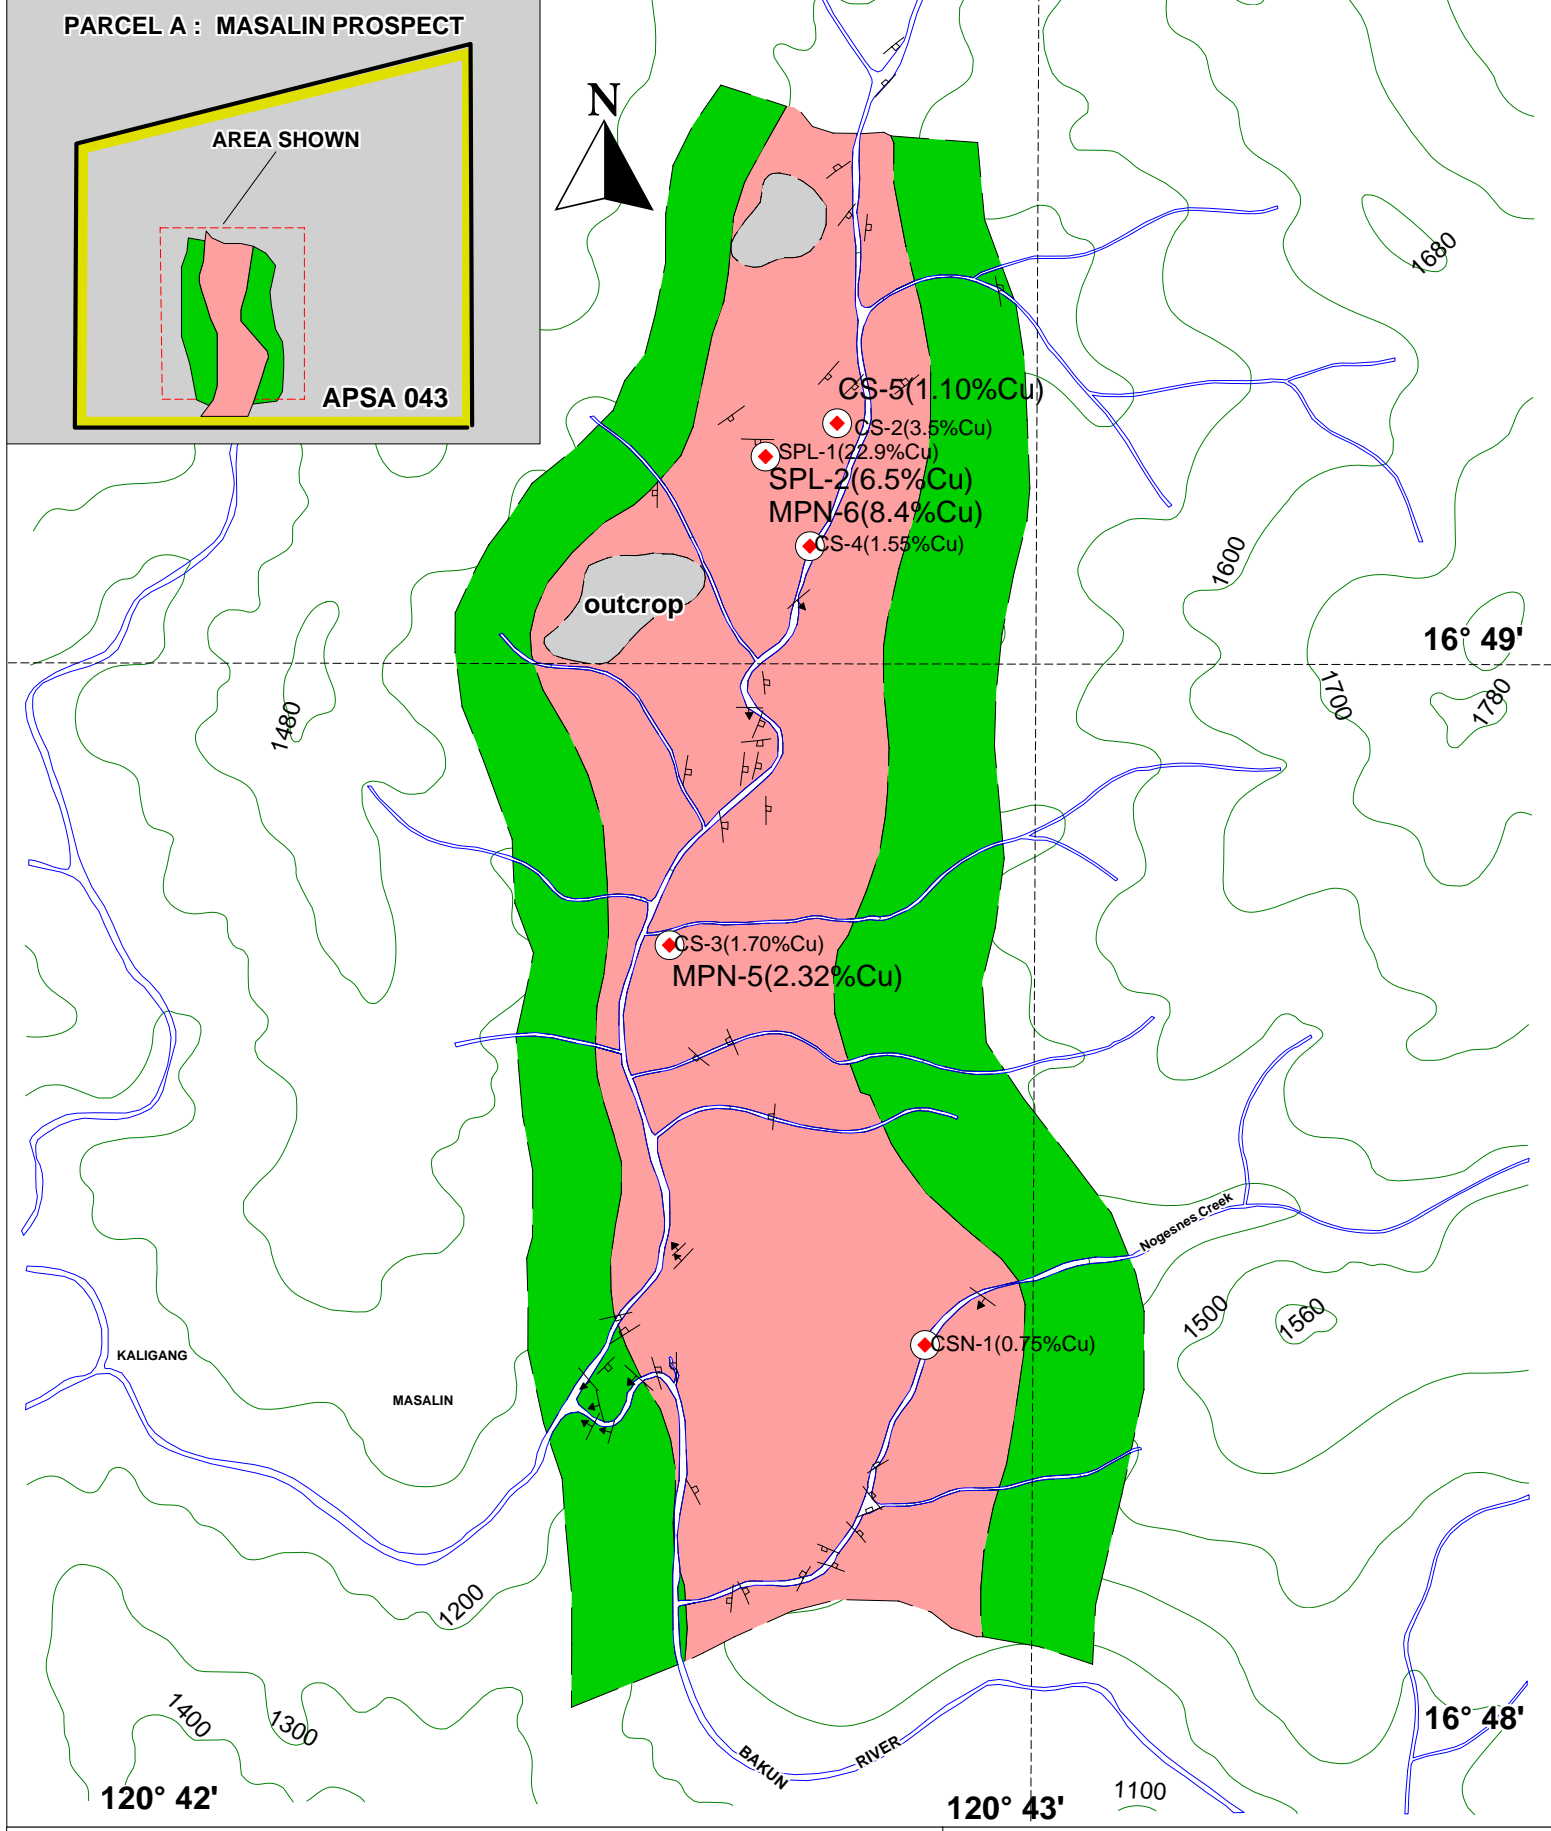 PARCEL A : MASALIN PROSPECT
AREA SHOWN
APSA 043
N
1680
CS-5(1.10%Cu)
CS-2(3.5%Cu)
SPL-1(22.9%Cu)
SPL-2(6.5%Cu)
MPN-6(8.4%Cu)
CS-4(1.55%Cu)
1600
outcrop
16° 49'
1480
1700
1780
CS-3(1.70%Cu)
MPN-5(2.32%Cu)
Nogesnes Creek
1500
1560
CSN-1(0.75%Cu)
KALIGANG
MASALIN
1200
1400
1300
16° 48'
BAKUN RIVER
120° 42'
120° 43'
1100